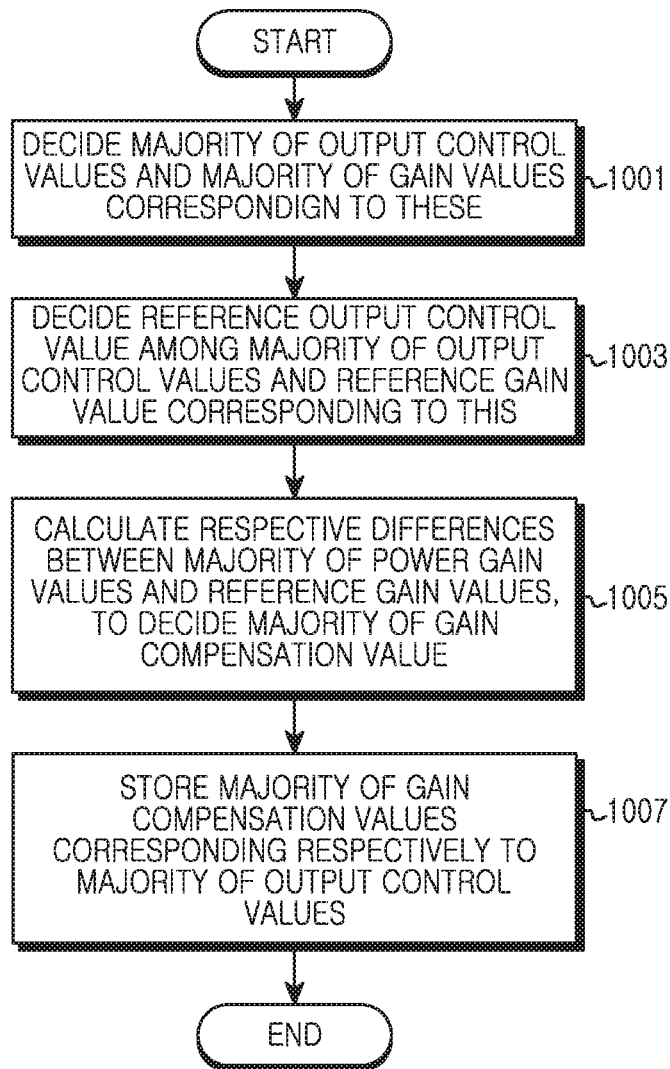 START
DECIDE MAJORITY OF OUTPUT CONTROL
VALUES AND MAJORITY OF GAIN VALUES
CORRESPONDIGN TO THESE
1001
DECIDE REFERENCE OUTPUT CONTROL
VALUE AMONG MAJORITY OF OUTPUT
CONTROL VALUES AND REFERENCE GAIN
VALUE CORRESPONDING TO THIS
1003
CALCULATE RESPECTIVE DIFFERENCES
BETWEEN MAJORITY OF POWER GAIN
VALUES AND REFERENCE GAIN VALUES,
TO DECIDE MAJORITY OF GAIN
COMPENSATION VALUE
1005
STORE MAJORITY OF GAIN
COMPENSATION VALUES
CORRESPONDING RESPECTIVELY TO
MAJORITY OF OUTPUT CONTROL
VALUES
1007
END